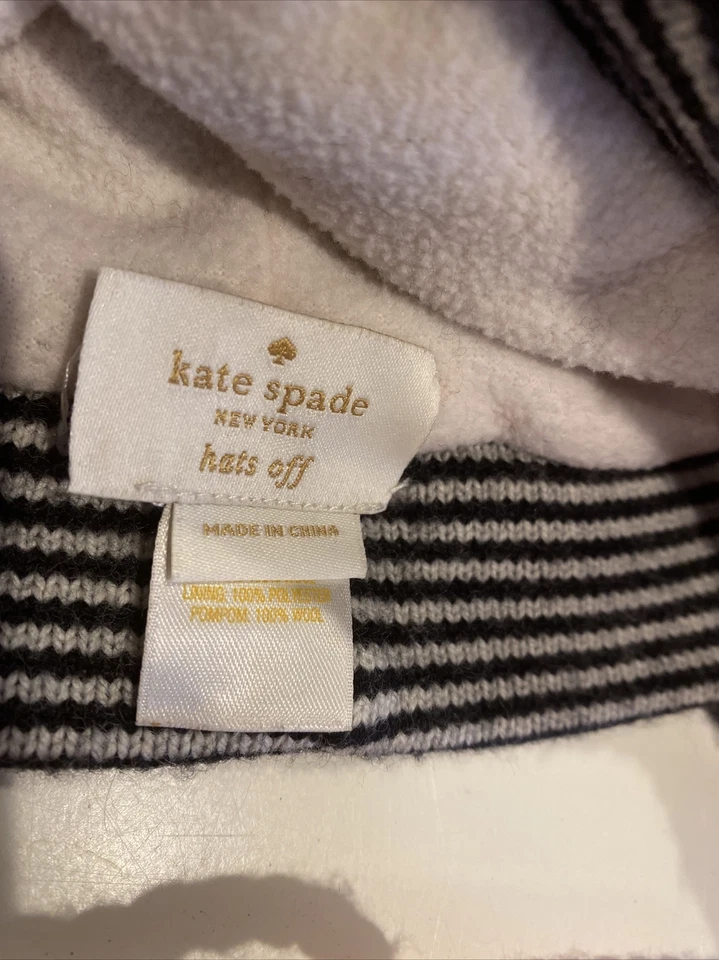 kate spade
NEW YORK
hats off
MADE IN CHINA
LINING: 100% POLYESTER
POMPOM: 100% WOOL